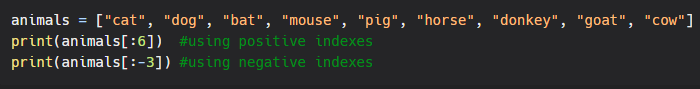 animals = ["cat", "dog", "bat", "mouse", "pig", "horse", "donkey", "goat", "cow"]
print(animals[:6])  #using positive indexes
print(animals[:-3]) #using negative indexes